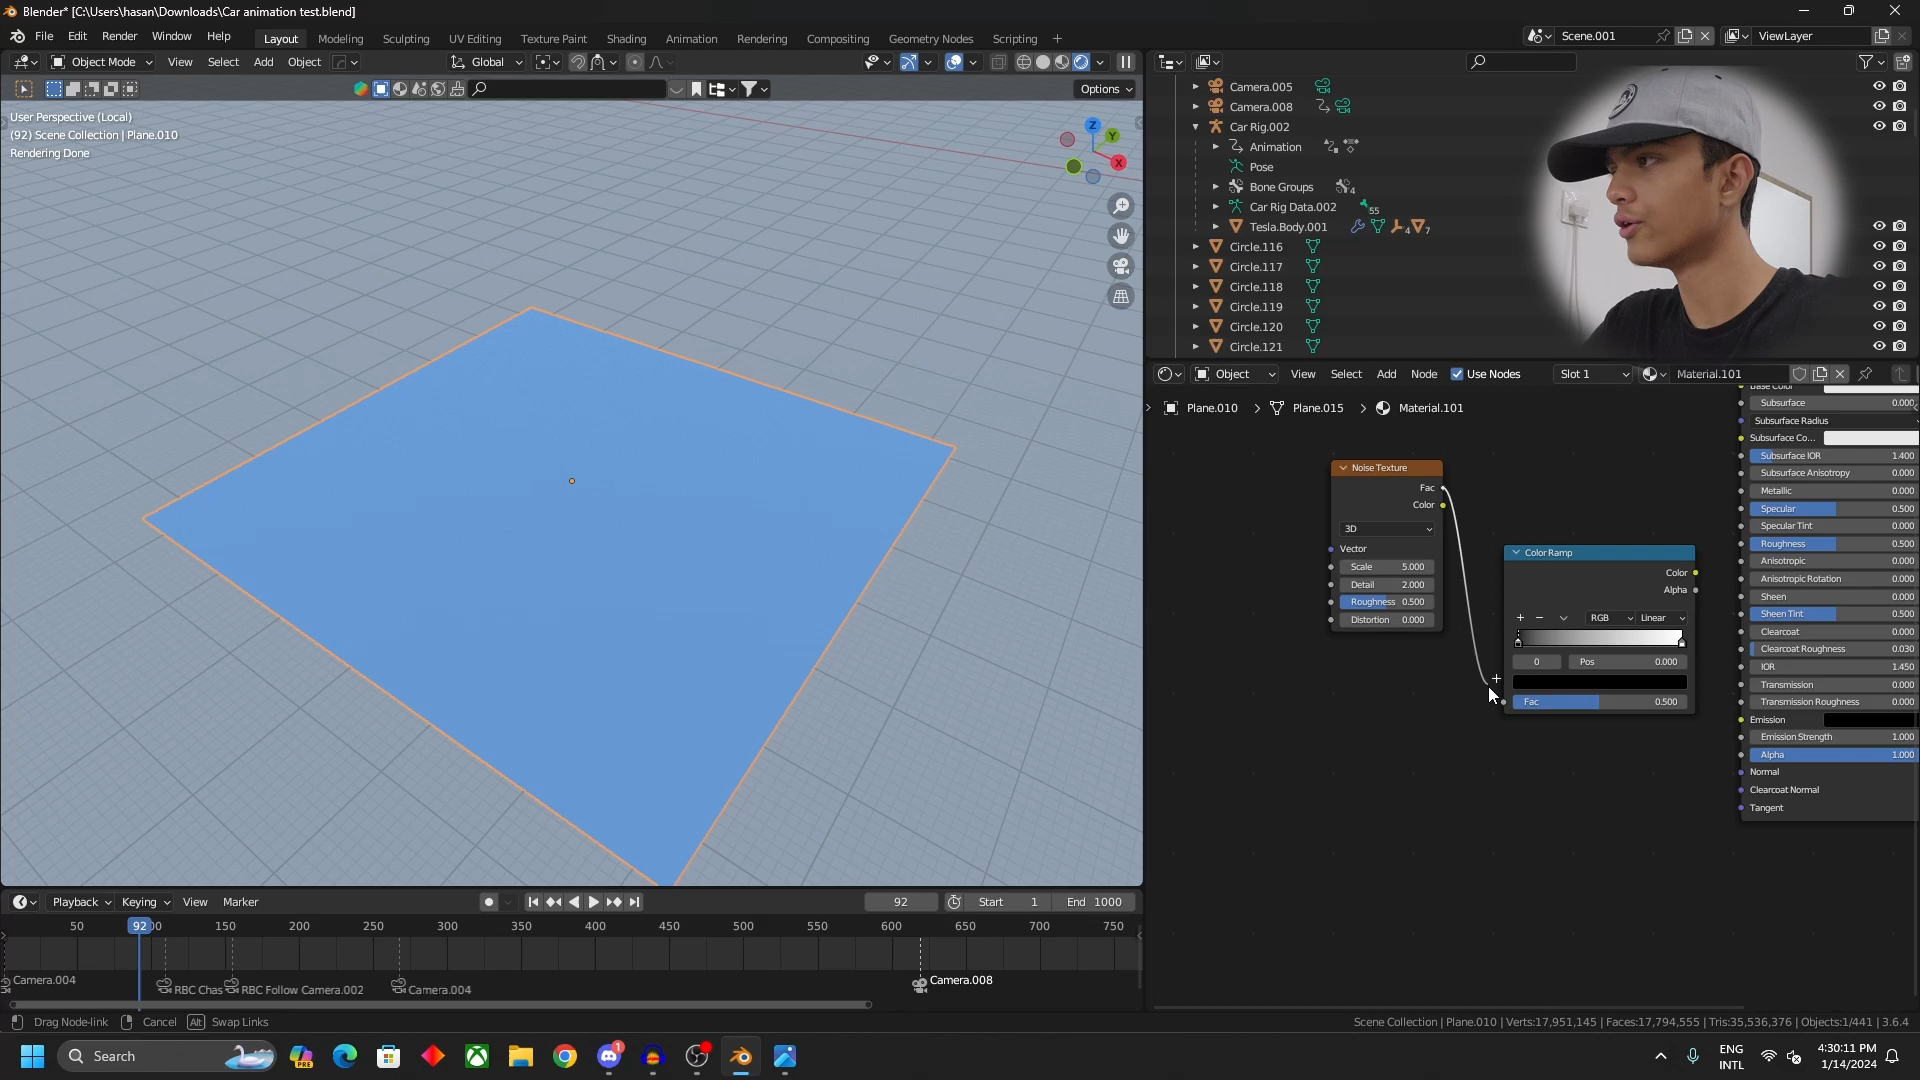 Blender* [C:\Users\hasan\Downloads\Car animation test.blend]
File Edit Render Window Help Layout Modeling Sculpting UV Editing Texture Paint Shading Animation Rendering Compositing Geometry Nodes Scripting + Scene.001 ViewLayer
Object Mode View Select Add Object Global
Options
User Perspective (Local)
(92) Scene Collection | Plane.010
Rendering Done
Z
Y
X
Camera.005
Camera.008
Car Rig.002
Animation
Pose
Bone Groups 4
Car Rig Data.002 55
Tesla.Body.001 4 7
Circle.116
Circle.117
Circle.118
Circle.119
Circle.120
Circle.121
Object View Select Add Node Use Nodes Slot 1 Material.101
Plane.010 > Plane.015 > Material.101
Noise Texture
Fac
Color
3D
Vector
Scale 5.000
Detail 2.000
Roughness 0.500
Distortion 0.000
Color Ramp
Color
Alpha
+ − RGB Linear
0 Pos 0.000
Fac 0.500
Base Color
Subsurface 0.000
Subsurface Radius
Subsurface Co...
Subsurface IOR 1.400
Subsurface Anisotropy 0.000
Metallic 0.000
Specular 0.500
Specular Tint 0.000
Roughness 0.500
Anisotropic 0.000
Anisotropic Rotation 0.000
Sheen 0.000
Sheen Tint 0.500
Clearcoat 0.000
Clearcoat Roughness 0.030
IOR 1.450
Transmission 0.000
Transmission Roughness 0.000
Emission
Emission Strength 1.000
Alpha 1.000
Normal
Clearcoat Normal
Tangent
Playback Keying View Marker 92 Start 1 End 1000
50 92 00 150 200 250 300 350 400 450 500 550 600 650 700 750
Camera.004 RBC Chas RBC Follow Camera.002 Camera.004 Camera.008
Drag Node-link Cancel Alt Swap Links Scene Collection | Plane.010 | Verts:17,951,145 | Faces:17,794,555 | Tris:35,536,376 | Objects:1/441 | 3.6.4
Search PRE 1 ENG INTL 4:30:11 PM 1/14/2024